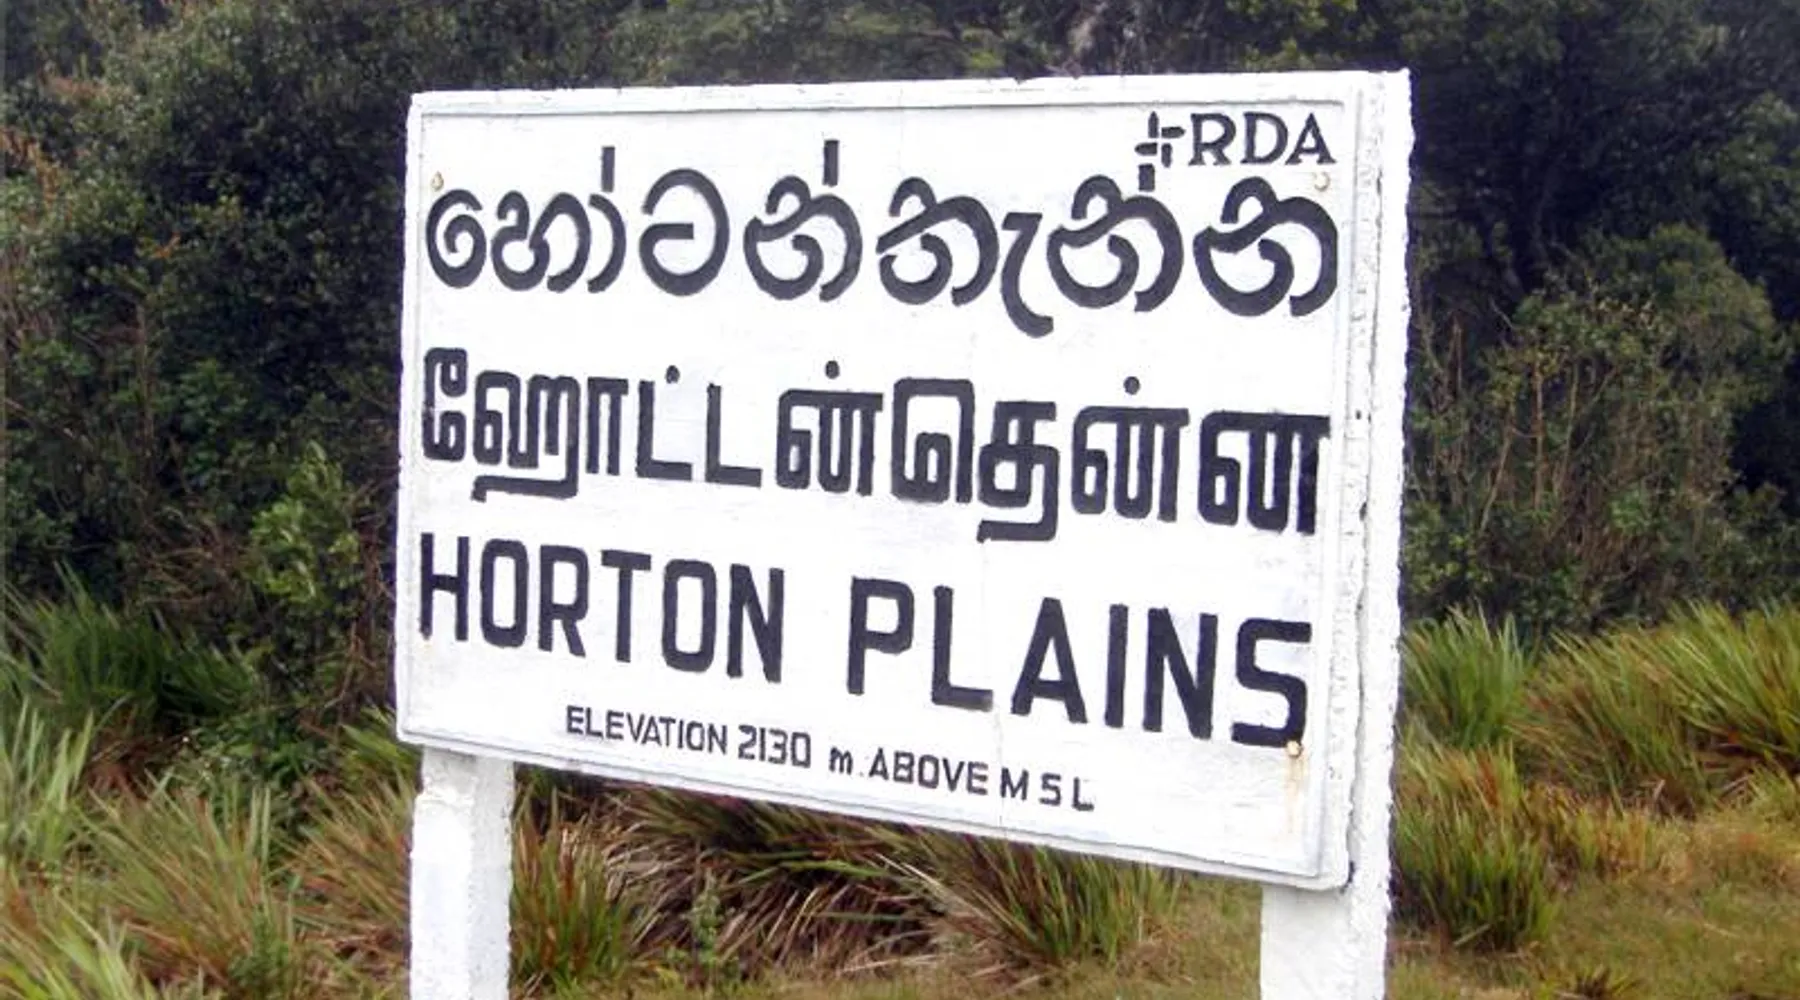 RDA
හෝටන්තැන්න
ஹோட்டன்தென்ன
HORTON PLAINS
ELEVATION 2130 m. ABOVE M S L